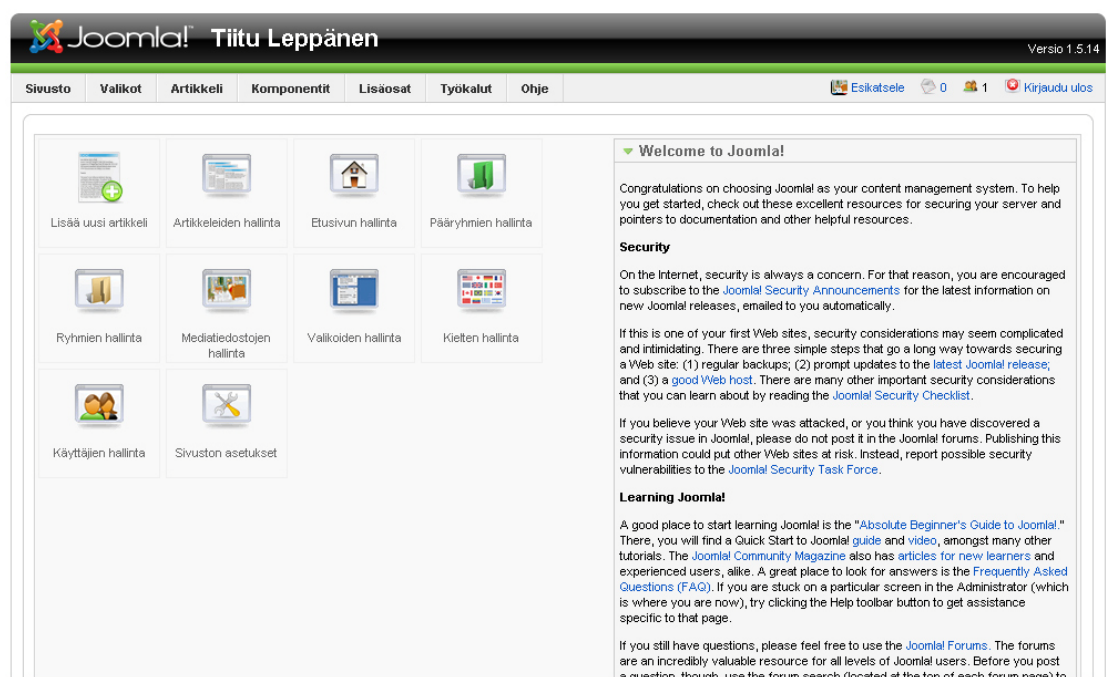 Joomla!™ Tiitu Leppänen
Versio 1.5.14
Sivusto Valikot Artikkeli Komponentit Lisäosat Työkalut Ohje
Esikatsele 0 1 Kirjaudu ulos
Lisää uusi artikkeli
Artikkeleiden hallinta
Etusivun hallinta
Pääryhmien hallinta
Ryhmien hallinta
Mediatiedostojen
hallinta
Valikoiden hallinta
Kielten hallinta
Käyttäjien hallinta
Sivuston asetukset
Welcome to Joomla!
Congratulations on choosing Joomla! as your content management system. To help
you get started, check out these excellent resources for securing your server and
pointers to documentation and other helpful resources.
Security
On the Internet, security is always a concern. For that reason, you are encouraged
to subscribe to the Joomla! Security Announcements for the latest information on
new Joomla! releases, emailed to you automatically.
If this is one of your first Web sites, security considerations may seem complicated
and intimidating. There are three simple steps that go a long way towards securing
a Web site: (1) regular backups; (2) prompt updates to the latest Joomla! release;
and (3) a good Web host. There are many other important security considerations
that you can learn about by reading the Joomla! Security Checklist.
If you believe your Web site was attacked, or you think you have discovered a
security issue in Joomla!, please do not post it in the Joomla! forums. Publishing this
information could put other Web sites at risk. Instead, report possible security
vulnerabilities to the Joomla! Security Task Force.
Learning Joomla!
A good place to start learning Joomla! is the "Absolute Beginner's Guide to Joomla!."
There, you will find a Quick Start to Joomla! guide and video, amongst many other
tutorials. The Joomla! Community Magazine also has articles for new learners and
experienced users, alike. A great place to look for answers is the Frequently Asked
Questions (FAQ). If you are stuck on a particular screen in the Administrator (which
is where you are now), try clicking the Help toolbar button to get assistance
specific to that page.
If you still have questions, please feel free to use the Joomla! Forums. The forums
are an incredibly valuable resource for all levels of Joomla! users. Before you post
a question, though, use the forum search (located at the top of each forum page) to